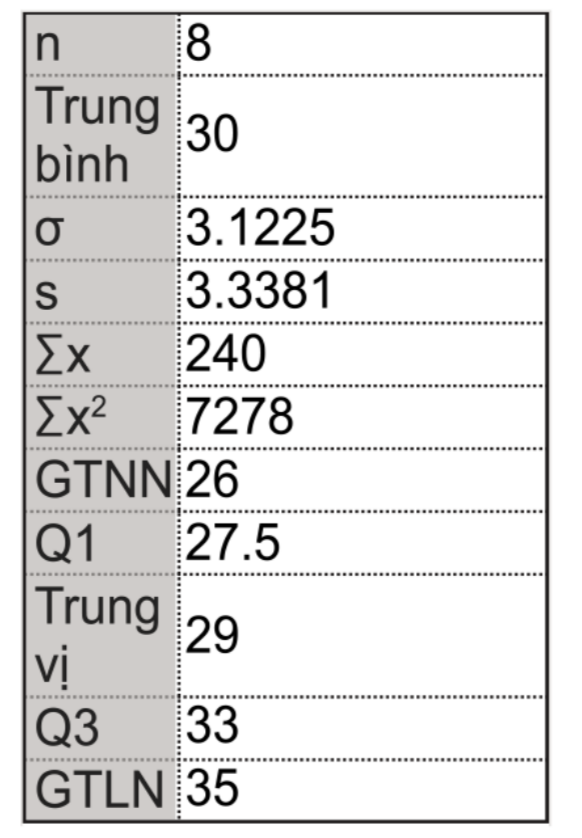 n 8
Trung bình 30
σ 3.1225
s 3.3381
∑x 240
∑x² 7278
GTNN 26
Q1 27.5
Trung vị 29
Q3 33
GTLN 35